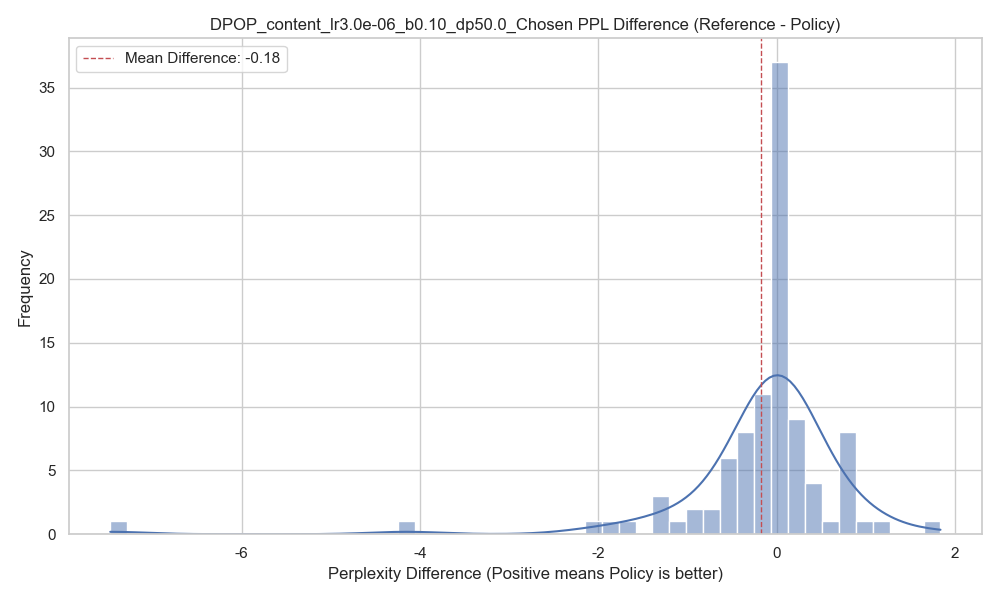 DPOP_content_lr3.0e-06_b0.10_dp50.0_Chosen PPL Difference (Reference - Policy)
Mean Difference: -0.18
Frequency
35
30
25
20
15
10
5
0
-6 -4 -2 0 2
Perplexity Difference (Positive means Policy is better)